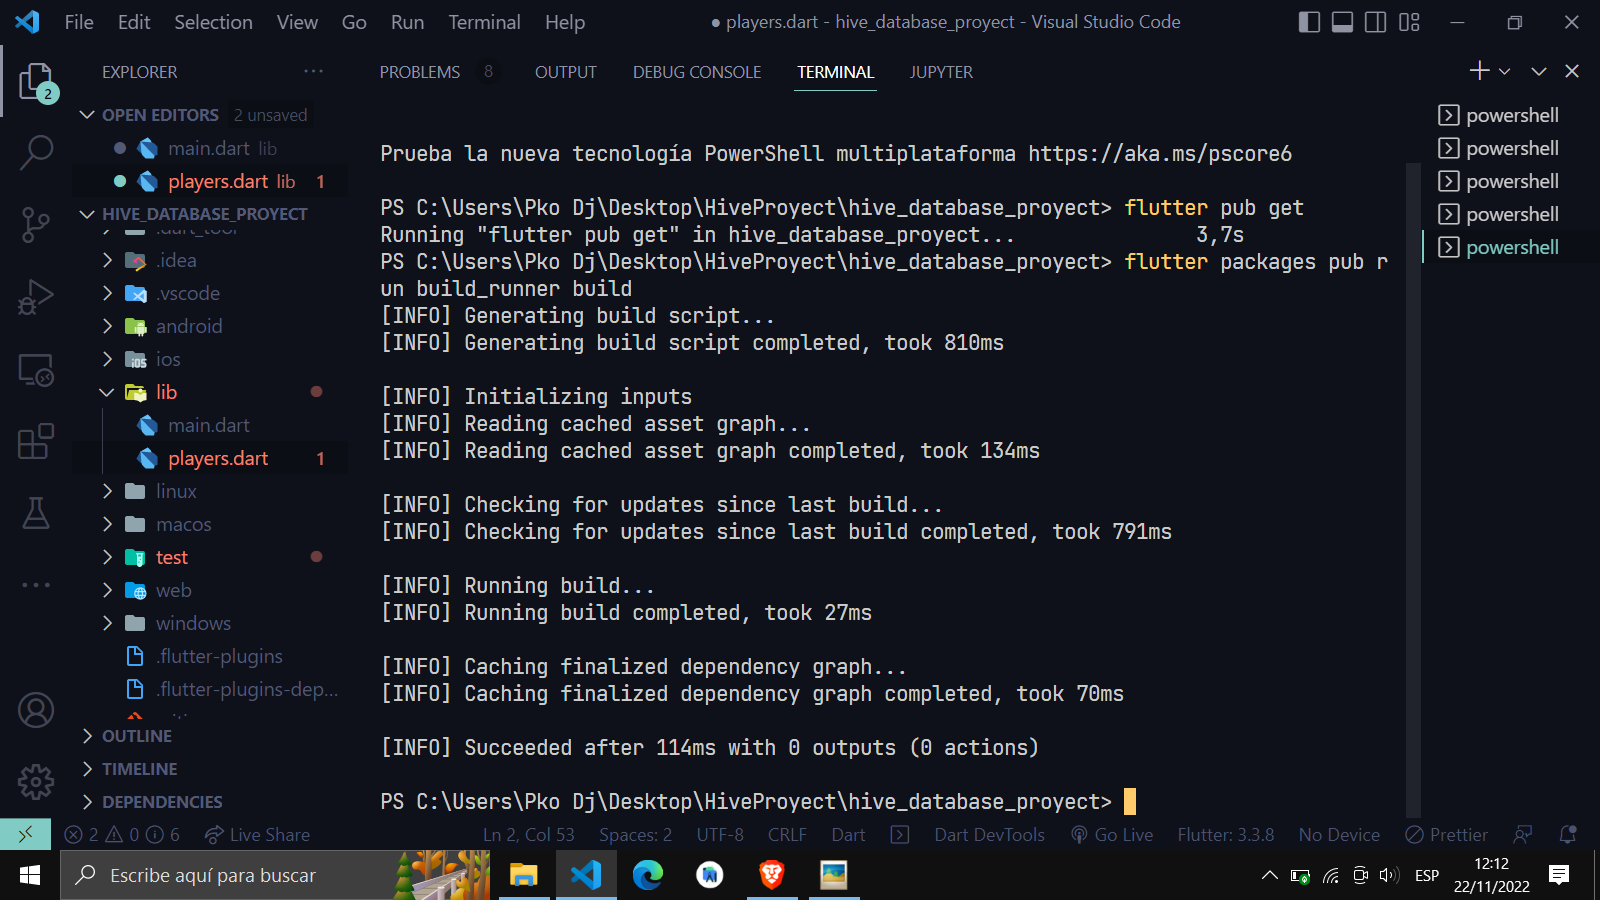 File Edit Selection View Go Run Terminal Help
● players.dart - hive_database_proyect - Visual Studio Code
EXPLORER
PROBLEMS 8 OUTPUT DEBUG CONSOLE TERMINAL JUPYTER
2
OPEN EDITORS 2 unsaved
main.dart lib
players.dart lib 1
HIVE_DATABASE_PROYECT
.dart_tool
.idea
.vscode
android
ios
lib
main.dart
players.dart 1
linux
macos
test
web
windows
.flutter-plugins
.flutter-plugins-dep...
OUTLINE
TIMELINE
DEPENDENCIES
Prueba la nueva tecnología PowerShell multiplataforma https://aka.ms/pscore6
PS C:\Users\Pko Dj\Desktop\HiveProyect\hive_database_proyect> flutter pub get
Running "flutter pub get" in hive_database_proyect... 3,7s
PS C:\Users\Pko Dj\Desktop\HiveProyect\hive_database_proyect> flutter packages pub r
un build_runner build
[INFO] Generating build script...
[INFO] Generating build script completed, took 810ms
[INFO] Initializing inputs
[INFO] Reading cached asset graph...
[INFO] Reading cached asset graph completed, took 134ms
[INFO] Checking for updates since last build...
[INFO] Checking for updates since last build completed, took 791ms
[INFO] Running build...
[INFO] Running build completed, took 27ms
[INFO] Caching finalized dependency graph...
[INFO] Caching finalized dependency graph completed, took 70ms
[INFO] Succeeded after 114ms with 0 outputs (0 actions)
PS C:\Users\Pko Dj\Desktop\HiveProyect\hive_database_proyect>
powershell
powershell
powershell
powershell
powershell
2 0 6 Live Share Ln 2, Col 53 Spaces: 2 UTF-8 CRLF Dart Dart DevTools Go Live Flutter: 3.3.8 No Device Prettier
Escribe aquí para buscar
ESP
12:12
22/11/2022